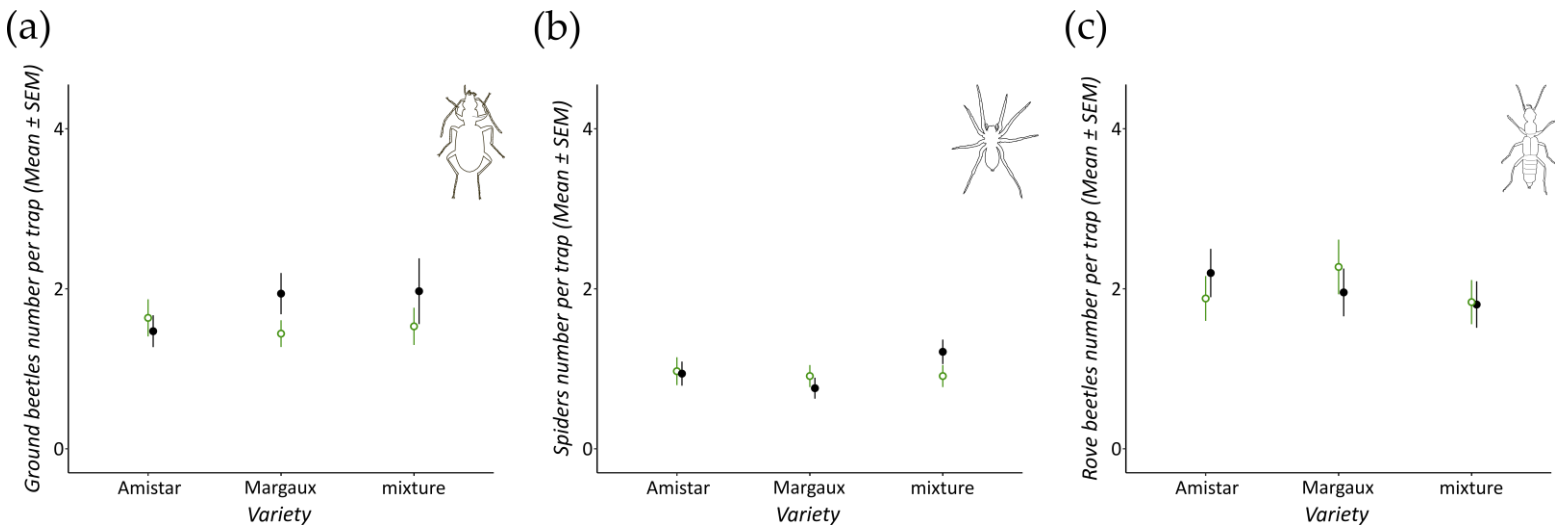 (a)
Ground beetles number per trap (Mean ± SEM)
4
2
0
Amistar Margaux mixture
Variety
(b)
Spiders number per trap (Mean ± SEM)
4
2
0
Amistar Margaux mixture
Variety
(c)
Rove beetles number per trap (Mean ± SEM)
4
2
0
Amistar Margaux mixture
Variety